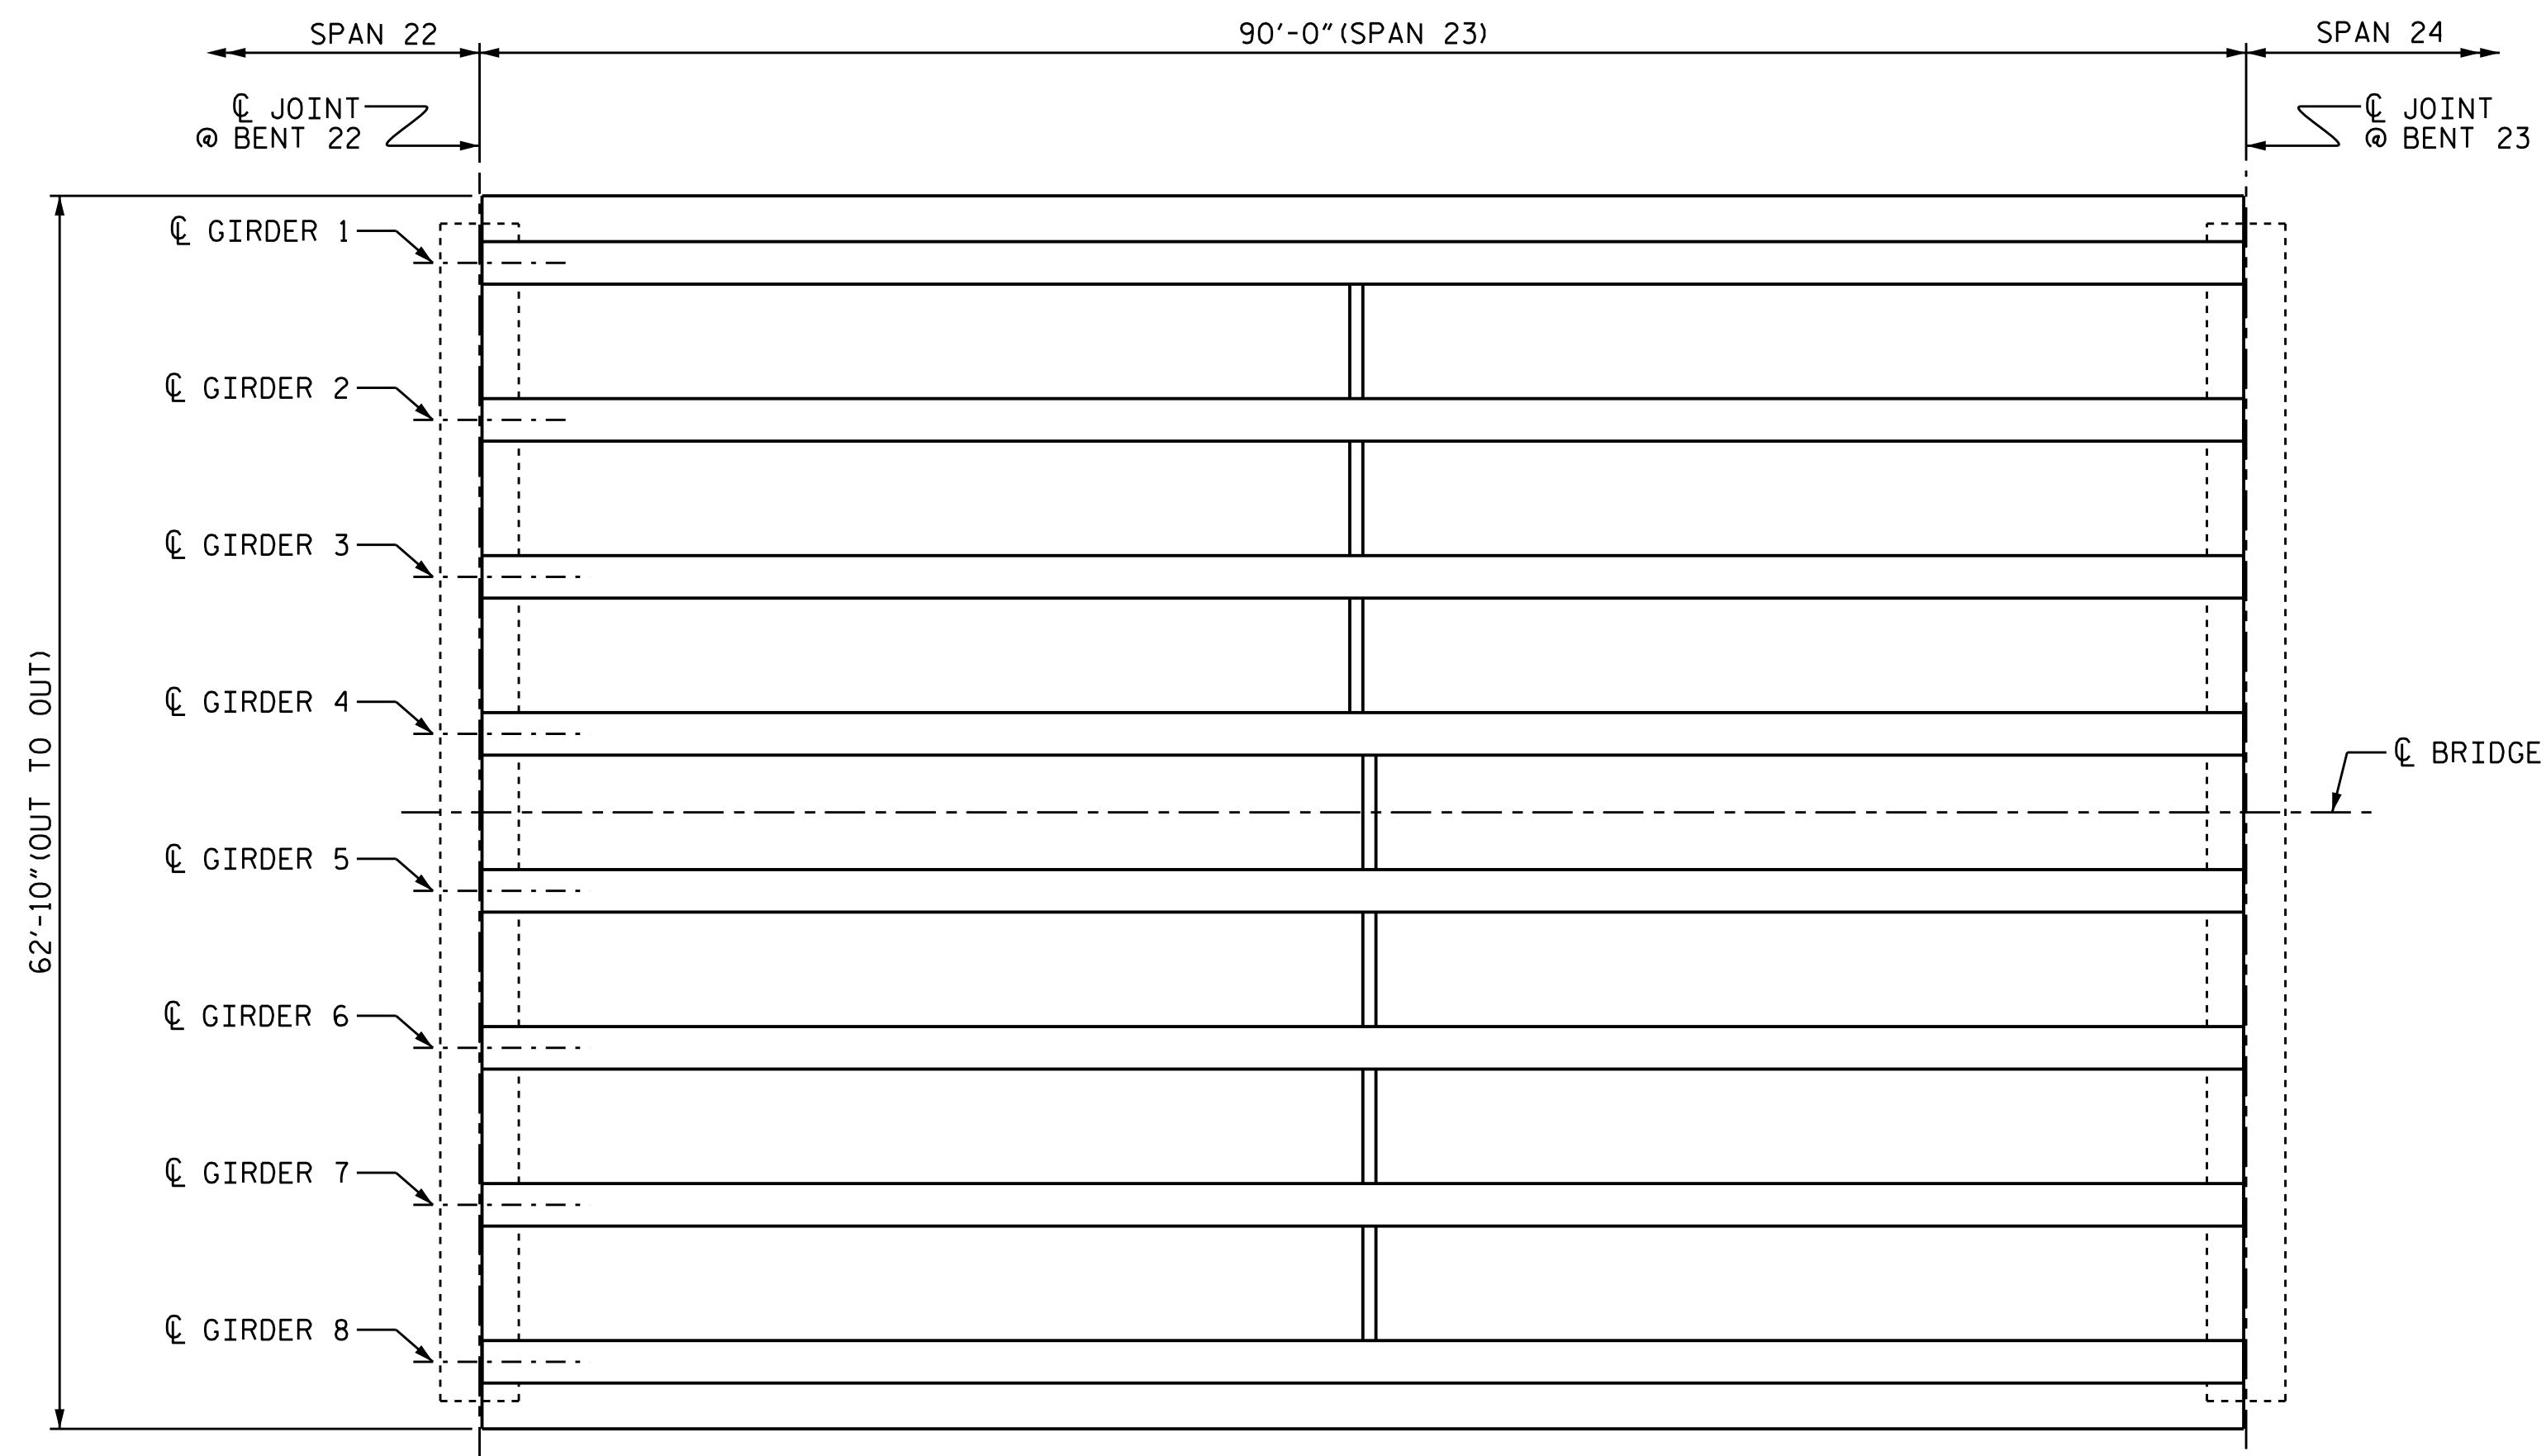 SPAN 22
90'-0"(SPAN 23)
SPAN 24
℄ JOINT
@ BENT 22
℄ JOINT
@ BENT 23
℄ GIRDER 1
℄ GIRDER 2
℄ GIRDER 3
℄ GIRDER 4
℄ GIRDER 5
℄ GIRDER 6
℄ GIRDER 7
℄ GIRDER 8
62'-10"(OUT TO OUT)
℄ BRIDGE